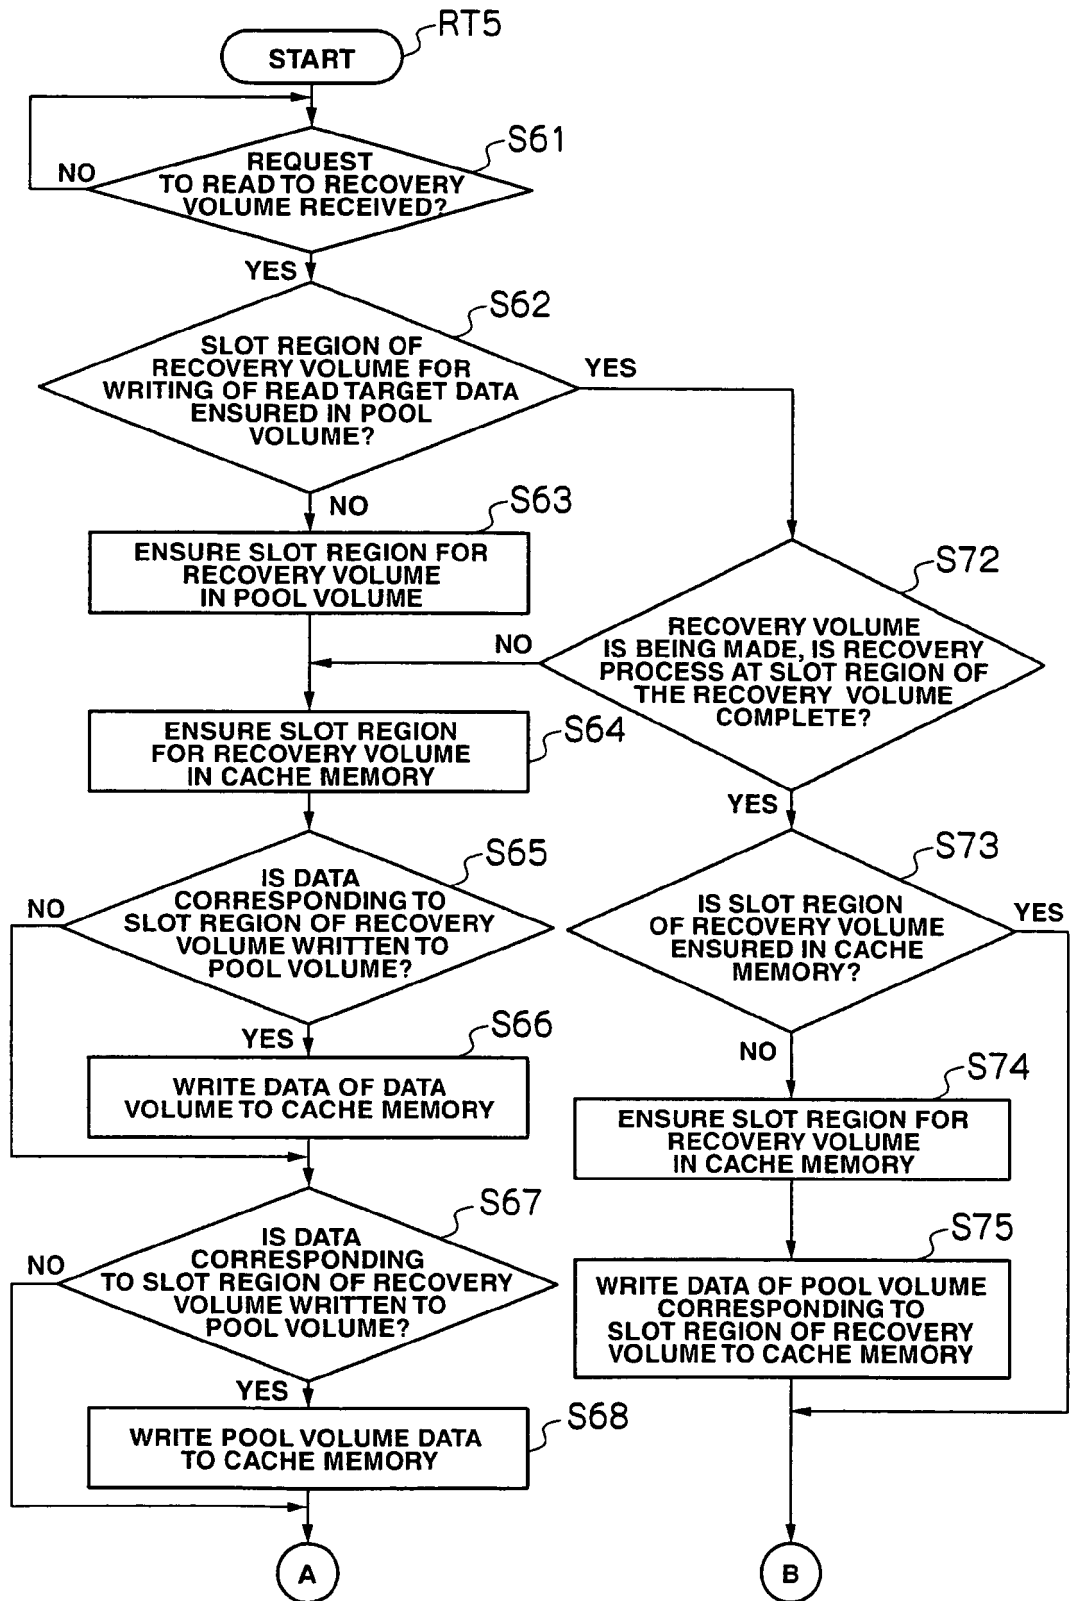 RT5
START
S61
REQUEST
TO READ TO RECOVERY
VOLUME RECEIVED?
NO
YES
S62
SLOT REGION OF
RECOVERY VOLUME FOR
WRITING OF READ TARGET DATA
ENSURED IN POOL
VOLUME?
YES
NO
S63
ENSURE SLOT REGION FOR
RECOVERY VOLUME
IN POOL VOLUME
S72
RECOVERY VOLUME
IS BEING MADE, IS RECOVERY
PROCESS AT SLOT REGION OF
THE RECOVERY VOLUME
COMPLETE?
NO
YES
S64
ENSURE SLOT REGION
FOR RECOVERY VOLUME
IN CACHE MEMORY
S65
IS DATA
CORRESPONDING TO
SLOT REGION OF RECOVERY
VOLUME WRITTEN TO
POOL VOLUME?
NO
YES
S73
IS SLOT REGION
OF RECOVERY VOLUME
ENSURED IN CACHE
MEMORY?
YES
NO
S66
WRITE DATA OF DATA
VOLUME TO CACHE MEMORY
S74
ENSURE SLOT REGION FOR
RECOVERY VOLUME
IN CACHE MEMORY
S67
IS DATA
CORRESPONDING
TO SLOT REGION OF RECOVERY
VOLUME WRITTEN TO
POOL VOLUME?
NO
YES
S75
WRITE DATA OF POOL VOLUME
CORRESPONDING TO
SLOT REGION OF RECOVERY
VOLUME TO CACHE MEMORY
S68
WRITE POOL VOLUME DATA
TO CACHE MEMORY
A
B